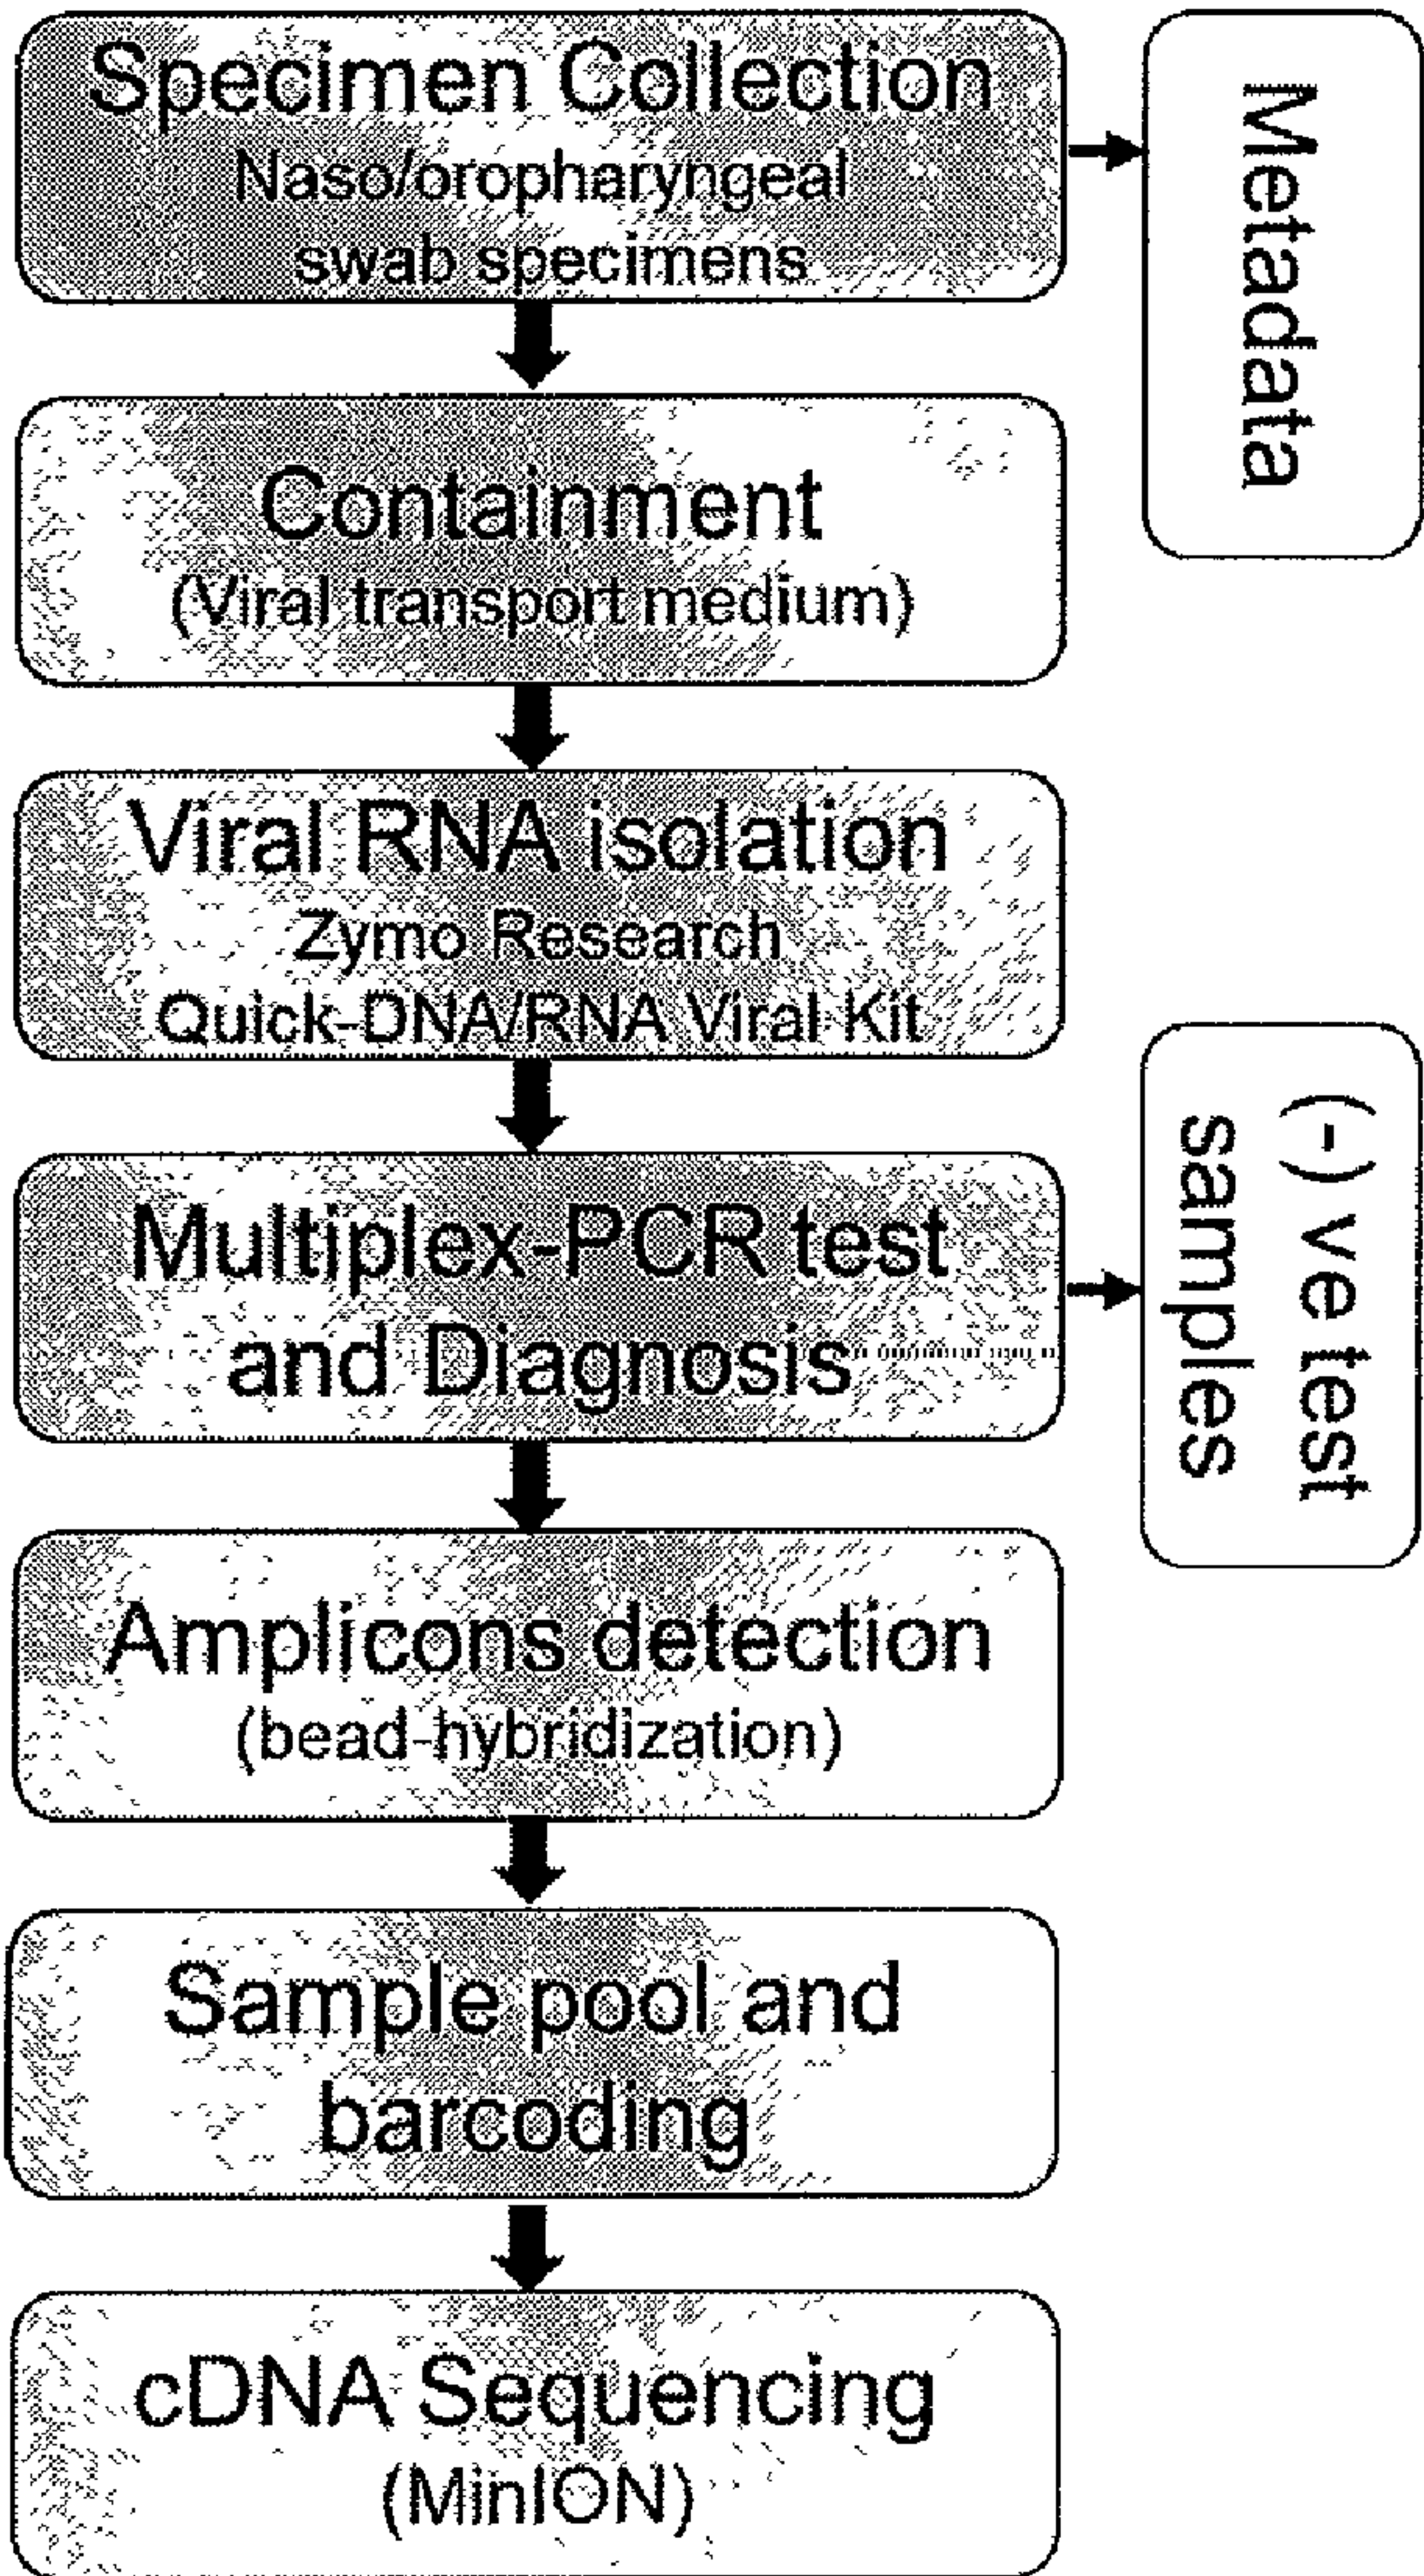 Specimen Collection
Naso/oropharyngeal
swab specimens
Metadata
Containment
(Viral transport medium)
Viral RNA isolation
Zymo Research
Quick-DNA/RNA Viral Kit
Multiplex-PCR test
and Diagnosis
(-) ve test
samples
Amplicons detection
(bead-hybridization)
Sample pool and
barcoding
cDNA Sequencing
(MinION)